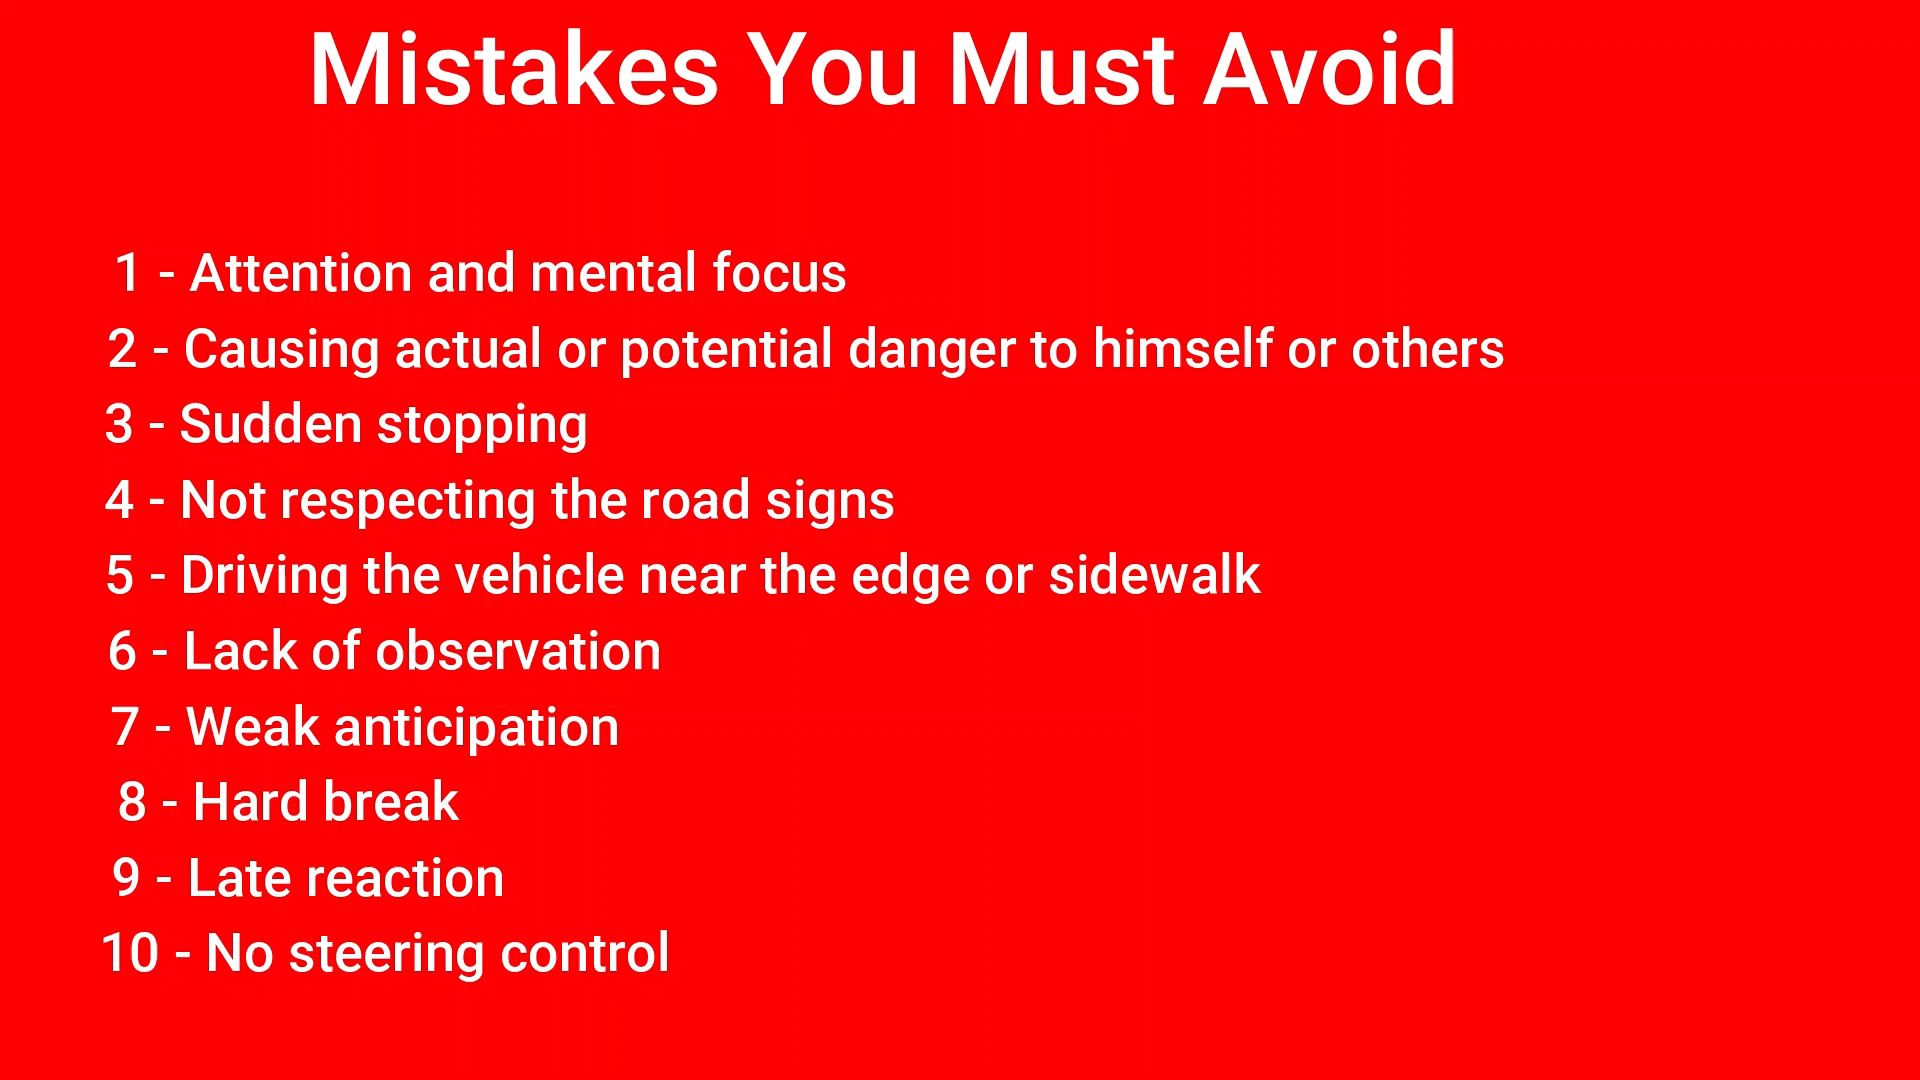 Mistakes You Must Avoid
1 - Attention and mental focus
2 - Causing actual or potential danger to himself or others
3 - Sudden stopping
4 - Not respecting the road signs
5 - Driving the vehicle near the edge or sidewalk
6 - Lack of observation
7 - Weak anticipation
8 - Hard break
9 - Late reaction
10 - No steering control